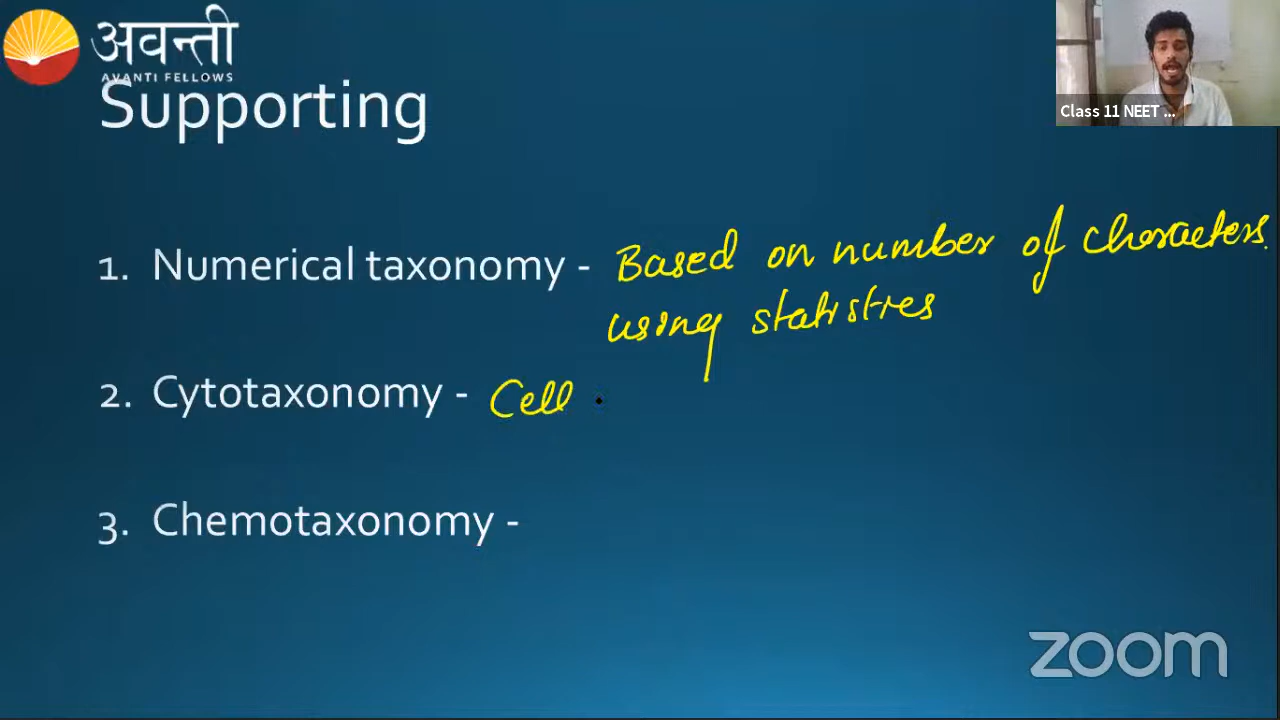 अवन्ती
AVANTI FELLOWS
Supporting
Class 11 NEET ...
1. Numerical taxonomy - Based on number of characters.
using statistics
2. Cytotaxonomy - Cell
3. Chemotaxonomy -
zoom